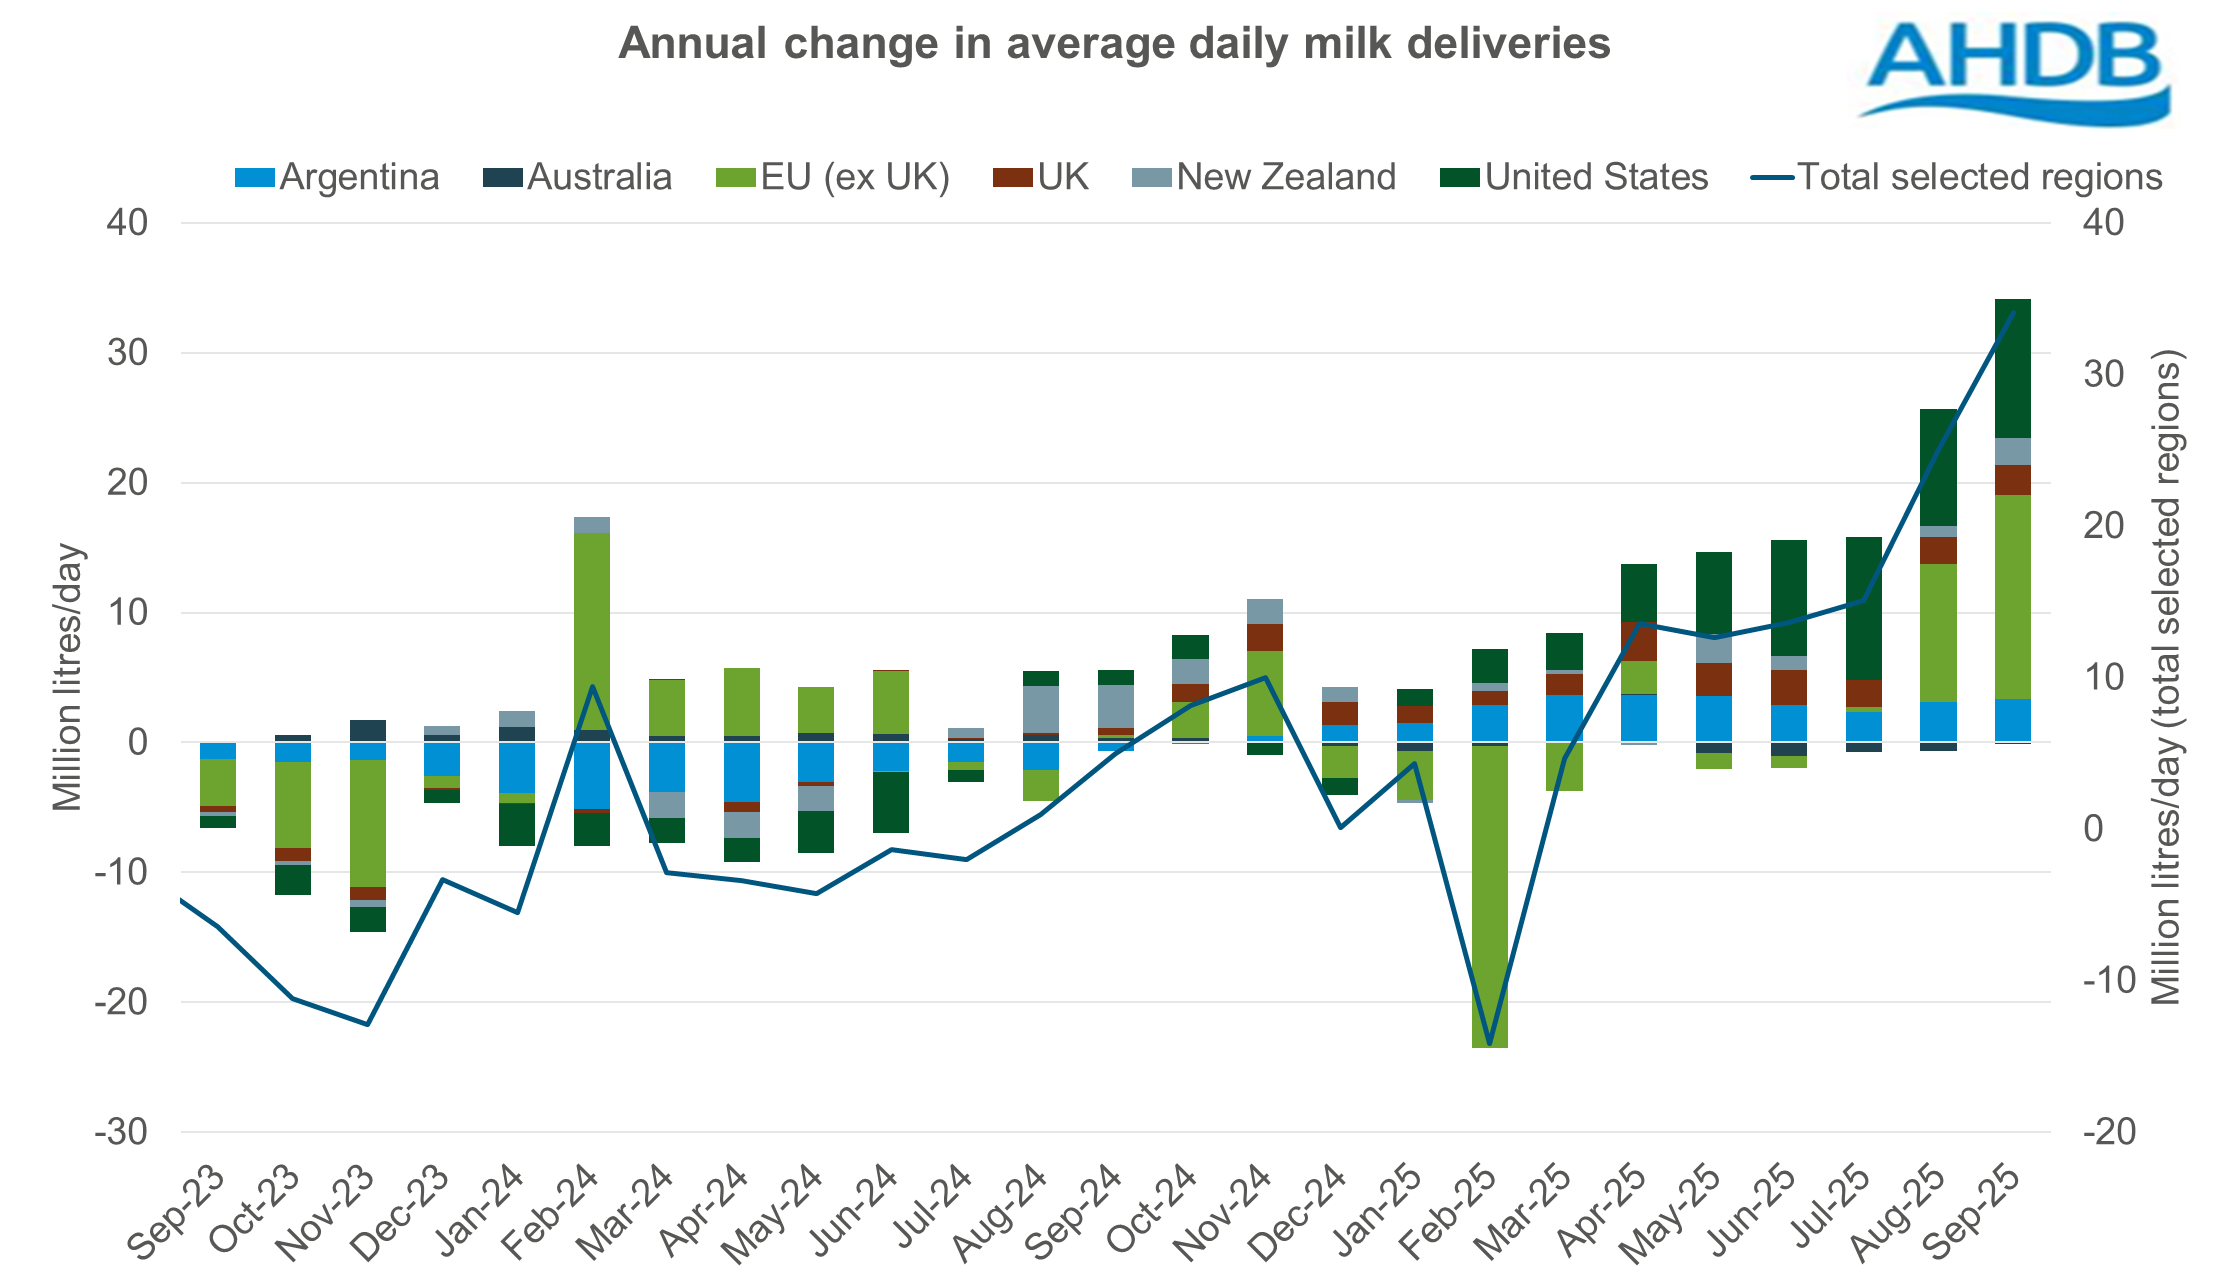 Annual change in average daily milk deliveries
AHDB
Argentina Australia EU (ex UK) UK New Zealand United States Total selected regions
40
30
20
10
0
-10
-20
-30
Million litres/day
40
30
20
10
0
-10
-20
Million litres/day (total selected regions)
Sep-23 Oct-23 Nov-23 Dec-23 Jan-24 Feb-24 Mar-24 Apr-24 May-24 Jun-24 Jul-24 Aug-24 Sep-24 Oct-24 Nov-24 Dec-24 Jan-25 Feb-25 Mar-25 Apr-25 May-25 Jun-25 Jul-25 Aug-25 Sep-25